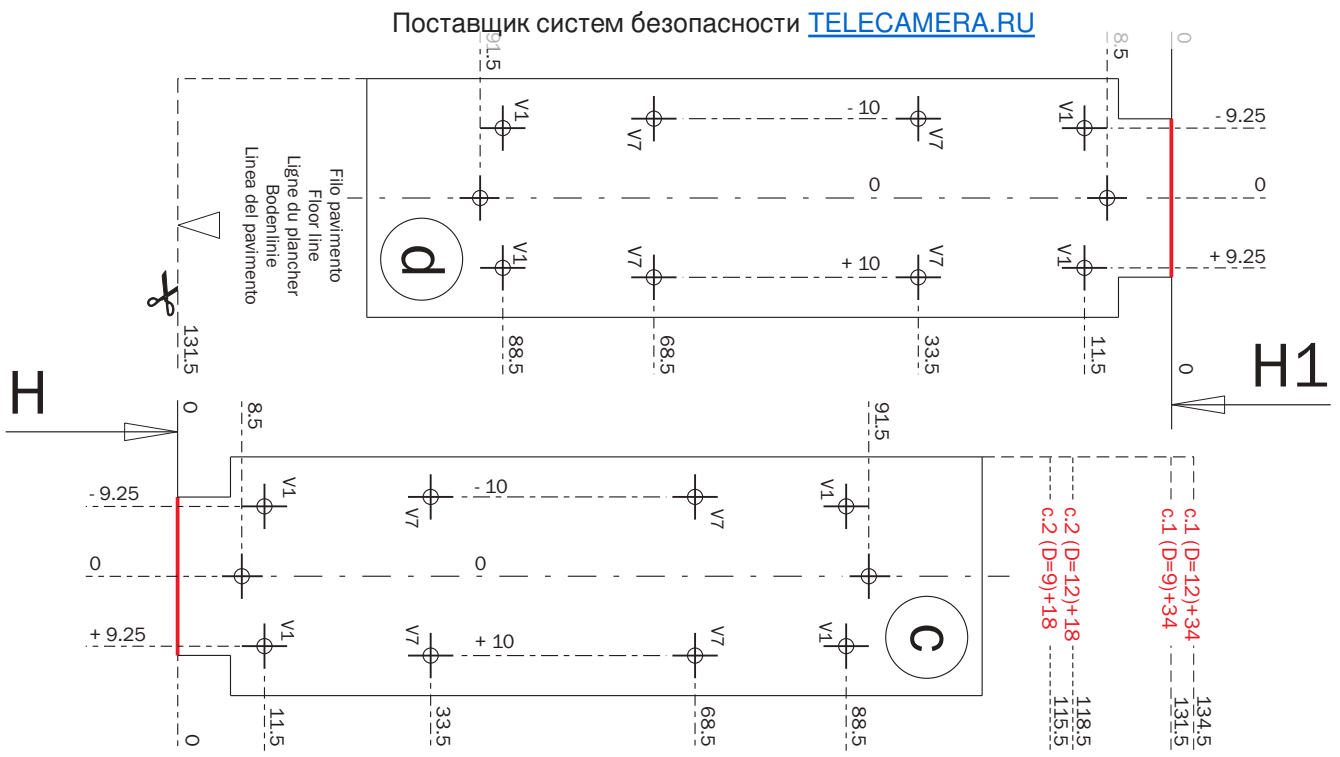 Поставщик систем безопасности TELECAMERA.RU
91.5
8.5
0
V1
V7
- 10
V7
V1
- 9.25
0
0
V1
V7
+ 10
V7
V1
+ 9.25
Filo pavimento
Floor line
Ligne du plancher
Bodenlinie
Linea del pavimento
d
131.5
88.5
68.5
33.5
11.5
0
H
H1
0
8.5
91.5
- 9.25
V1
V7
- 10
V7
V1
0
0
+ 9.25
V1
V7
+ 10
V7
V1
c
c.2 (D=9)+18
c.2 (D=12)+18
c.1 (D=9)+34
c.1 (D=12)+34
0
11.5
33.5
68.5
88.5
115.5
118.5
131.5
134.5